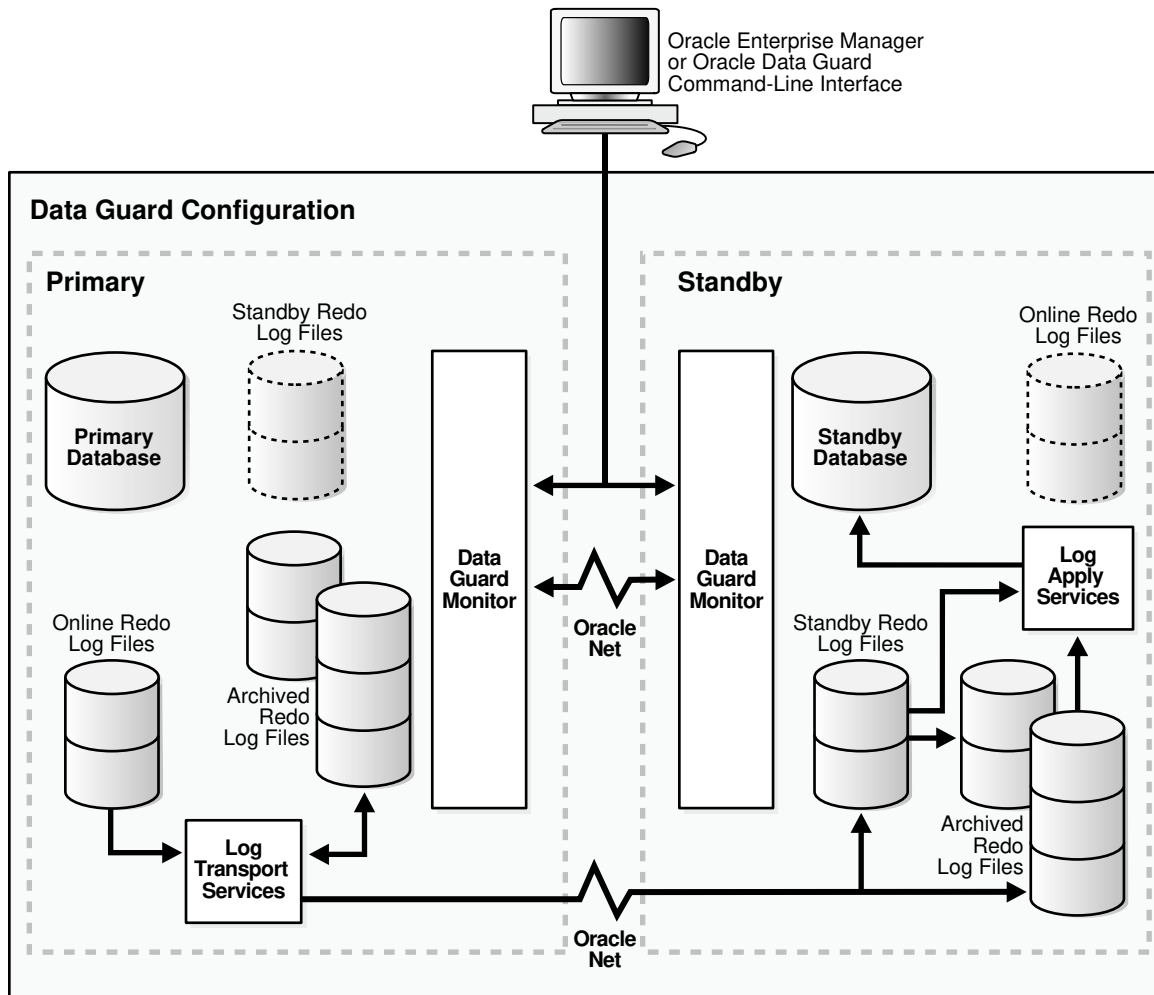 Oracle Enterprise Manager
or Oracle Data Guard
Command-Line Interface
Data Guard Configuration
Primary
Standby Redo
Log Files
Primary
Database
Online Redo
Log Files
Archived
Redo
Log Files
Data
Guard
Monitor
Log
Transport
Services
Oracle
Net
Oracle
Net
Standby
Data
Guard
Monitor
Standby
Database
Online Redo
Log Files
Log
Apply
Services
Standby Redo
Log Files
Archived
Redo
Log Files